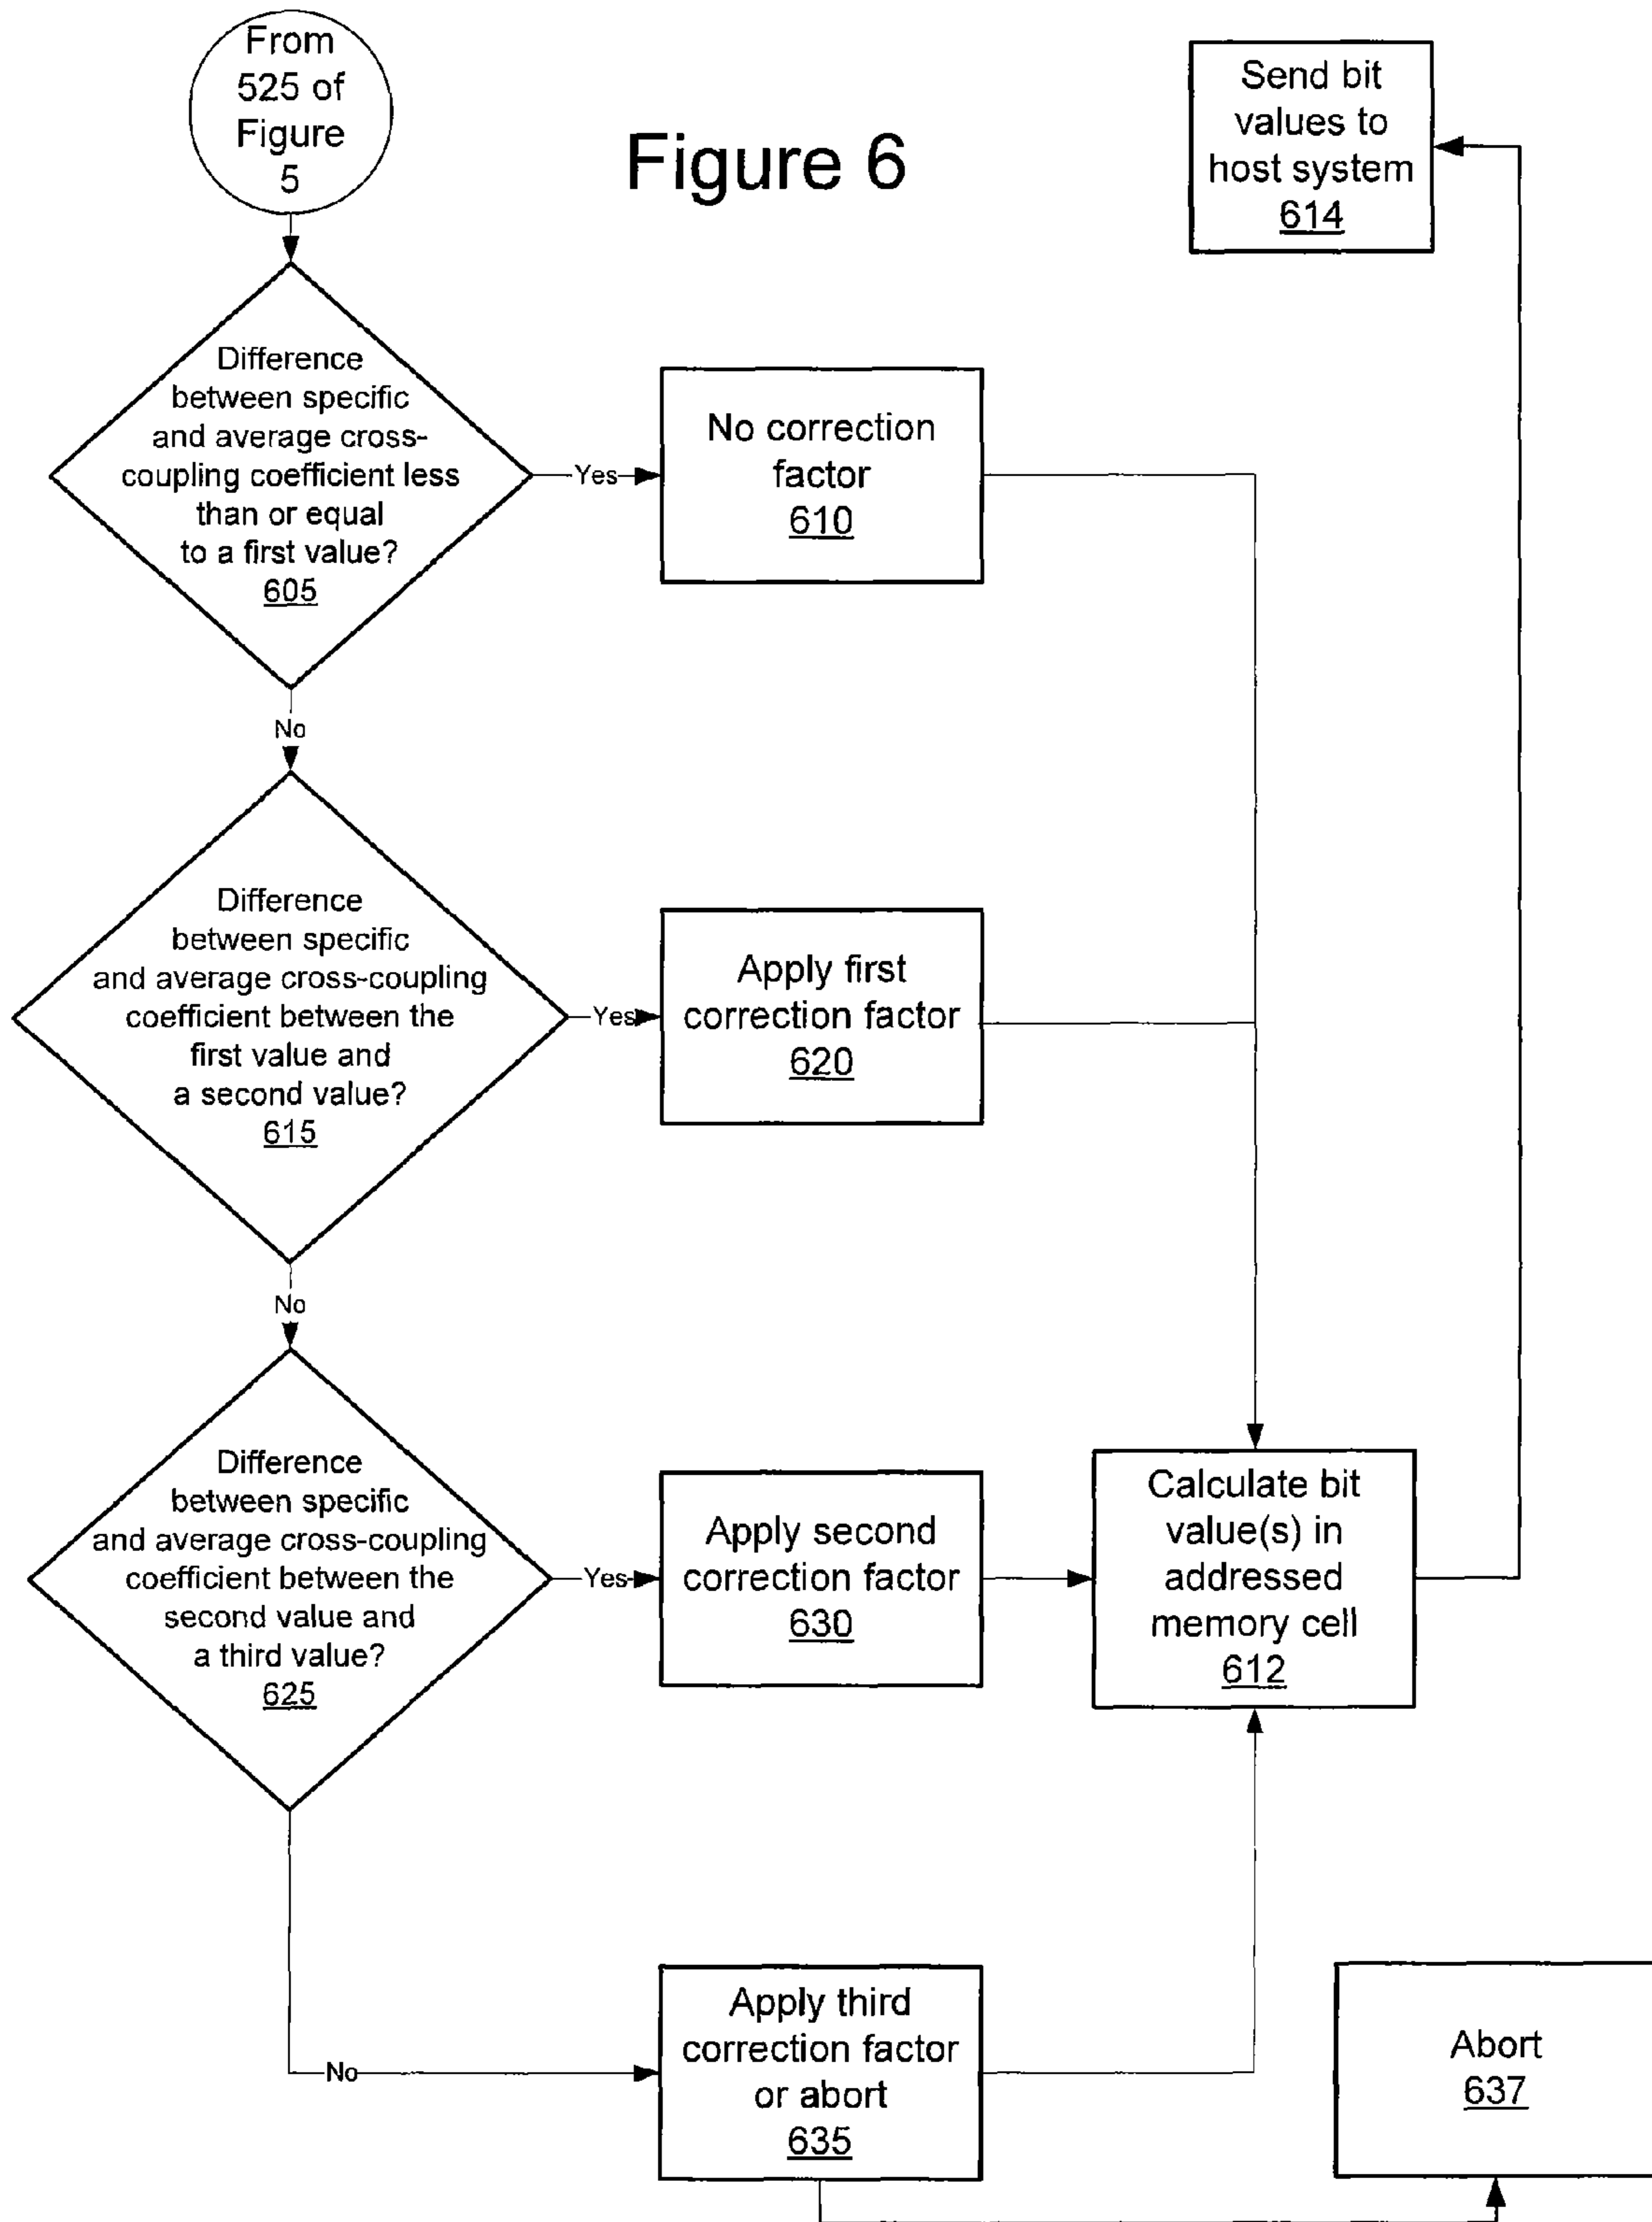 From
525 of
Figure
5
Figure 6
Send bit
values to
host system
614
Difference
between specific
and average cross-
coupling coefficient less
than or equal
to a first value?
605
Yes
No correction
factor
610
No
Difference
between specific
and average cross-coupling
coefficient between the
first value and
a second value?
615
Yes
Apply first
correction factor
620
No
Difference
between specific
and average cross-coupling
coefficient between the
second value and
a third value?
625
Yes
Apply second
correction factor
630
Calculate bit
value(s) in
addressed
memory cell
612
No
Apply third
correction factor
or abort
635
Abort
637